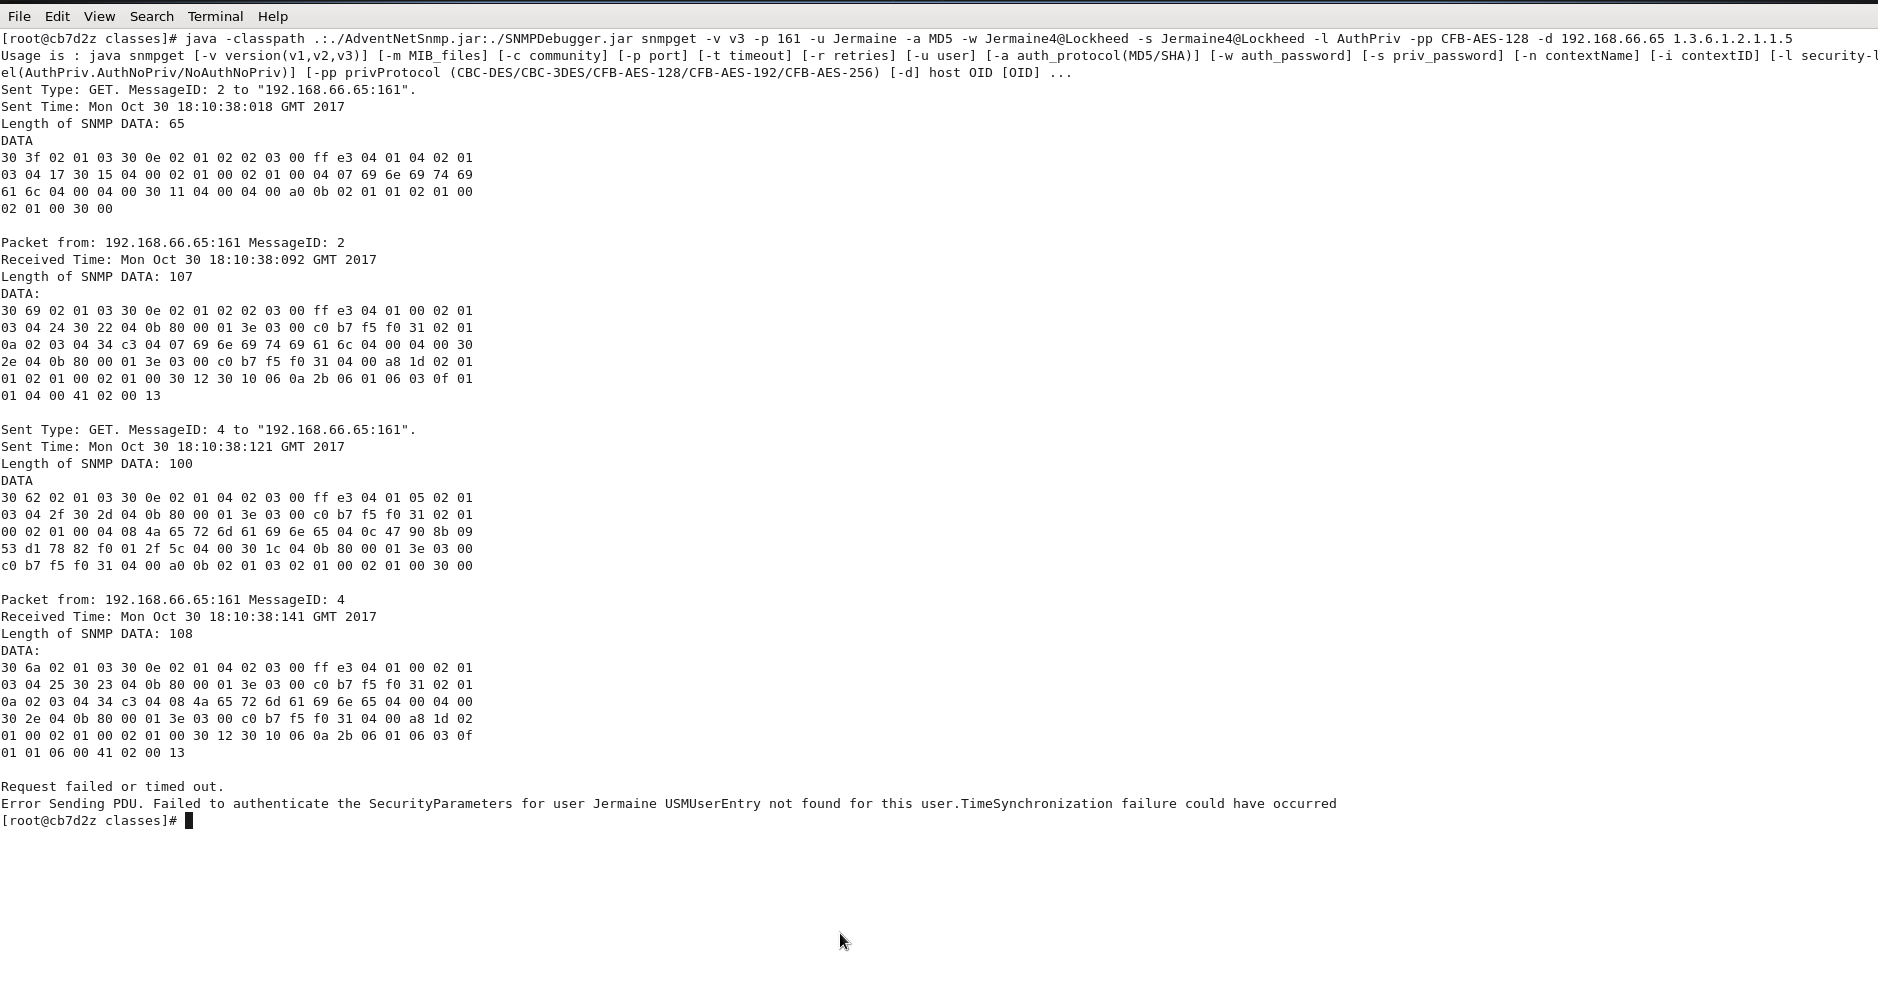 File Edit View Search Terminal Help
[root@cb7d2z classes]# java -classpath .:./AdventNetSnmp.jar:./SNMPDebugger.jar snmpget -v v3 -p 161 -u Jermaine -a MD5 -w Jermaine4@Lockheed -s Jermaine4@Lockheed -l AuthPriv -pp CFB-AES-128 -d 192.168.66.65 1.3.6.1.2.1.1.5
Usage is : java snmpget [-v version(v1,v2,v3)] [-m MIB_files] [-c community] [-p port] [-t timeout] [-r retries] [-u user] [-a auth_protocol(MD5/SHA)] [-w auth_password] [-s priv_password] [-n contextName] [-i contextID] [-l security-l
el(AuthPriv.AuthNoPriv/NoAuthNoPriv)] [-pp privProtocol (CBC-DES/CBC-3DES/CFB-AES-128/CFB-AES-192/CFB-AES-256) [-d] host OID [OID] ...
Sent Type: GET. MessageID: 2 to "192.168.66.65:161".
Sent Time: Mon Oct 30 18:10:38:018 GMT 2017
Length of SNMP DATA: 65
DATA
30 3f 02 01 03 30 0e 02 01 02 02 03 00 ff e3 04 01 04 02 01
03 04 17 30 15 04 00 02 01 00 02 01 00 04 07 69 6e 69 74 69
61 6c 04 00 04 00 30 11 04 00 04 00 a0 0b 02 01 01 02 01 00
02 01 00 30 00
Packet from: 192.168.66.65:161 MessageID: 2
Received Time: Mon Oct 30 18:10:38:092 GMT 2017
Length of SNMP DATA: 107
DATA:
30 69 02 01 03 30 0e 02 01 02 02 03 00 ff e3 04 01 00 02 01
03 04 24 30 22 04 0b 80 00 01 3e 03 00 c0 b7 f5 f0 31 02 01
0a 02 03 04 34 c3 04 07 69 6e 69 74 69 61 6c 04 00 04 00 30
2e 04 0b 80 00 01 3e 03 00 c0 b7 f5 f0 31 04 00 a8 1d 02 01
01 02 01 00 02 01 00 30 12 30 10 06 0a 2b 06 01 06 03 0f 01
01 04 00 41 02 00 13
Sent Type: GET. MessageID: 4 to "192.168.66.65:161".
Sent Time: Mon Oct 30 18:10:38:121 GMT 2017
Length of SNMP DATA: 100
DATA
30 62 02 01 03 30 0e 02 01 04 02 03 00 ff e3 04 01 05 02 01
03 04 2f 30 2d 04 0b 80 00 01 3e 03 00 c0 b7 f5 f0 31 02 01
00 02 01 00 04 08 4a 65 72 6d 61 69 6e 65 04 0c 47 90 8b 09
53 d1 78 82 f0 01 2f 5c 04 00 30 1c 04 0b 80 00 01 3e 03 00
c0 b7 f5 f0 31 04 00 a0 0b 02 01 03 02 01 00 02 01 00 30 00
Packet from: 192.168.66.65:161 MessageID: 4
Received Time: Mon Oct 30 18:10:38:141 GMT 2017
Length of SNMP DATA: 108
DATA:
30 6a 02 01 03 30 0e 02 01 04 02 03 00 ff e3 04 01 00 02 01
03 04 25 30 23 04 0b 80 00 01 3e 03 00 c0 b7 f5 f0 31 02 01
0a 02 03 04 34 c3 04 08 4a 65 72 6d 61 69 6e 65 04 00 04 00
30 2e 04 0b 80 00 01 3e 03 00 c0 b7 f5 f0 31 04 00 a8 1d 02
01 00 02 01 00 02 01 00 30 12 30 10 06 0a 2b 06 01 06 03 0f
01 01 06 00 41 02 00 13
Request failed or timed out.
Error Sending PDU. Failed to authenticate the SecurityParameters for user Jermaine USMUserEntry not found for this user.TimeSynchronization failure could have occurred
[root@cb7d2z classes]#